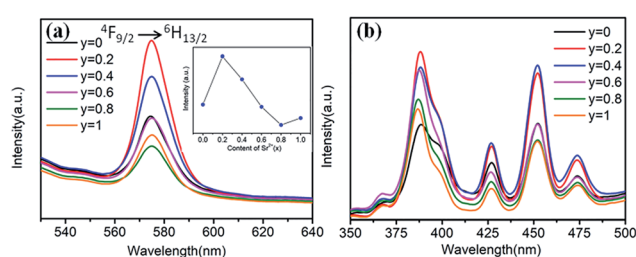 (a)
⁴F₉/₂ → ⁶H₁₃/₂
y=0
y=0.2
y=0.4
y=0.6
y=0.8
y=1
Intensity(a.u.)
540 560 580 600 620 640
Wavelength(nm)
Intensity (a.u.)
0.0 0.2 0.4 0.6 0.8 1.0
Content of Sr²⁺(x)
(b)
y=0
y=0.2
y=0.4
y=0.6
y=0.8
y=1
Intensity(a.u.)
350 375 400 425 450 475 500
Wavelength(nm)